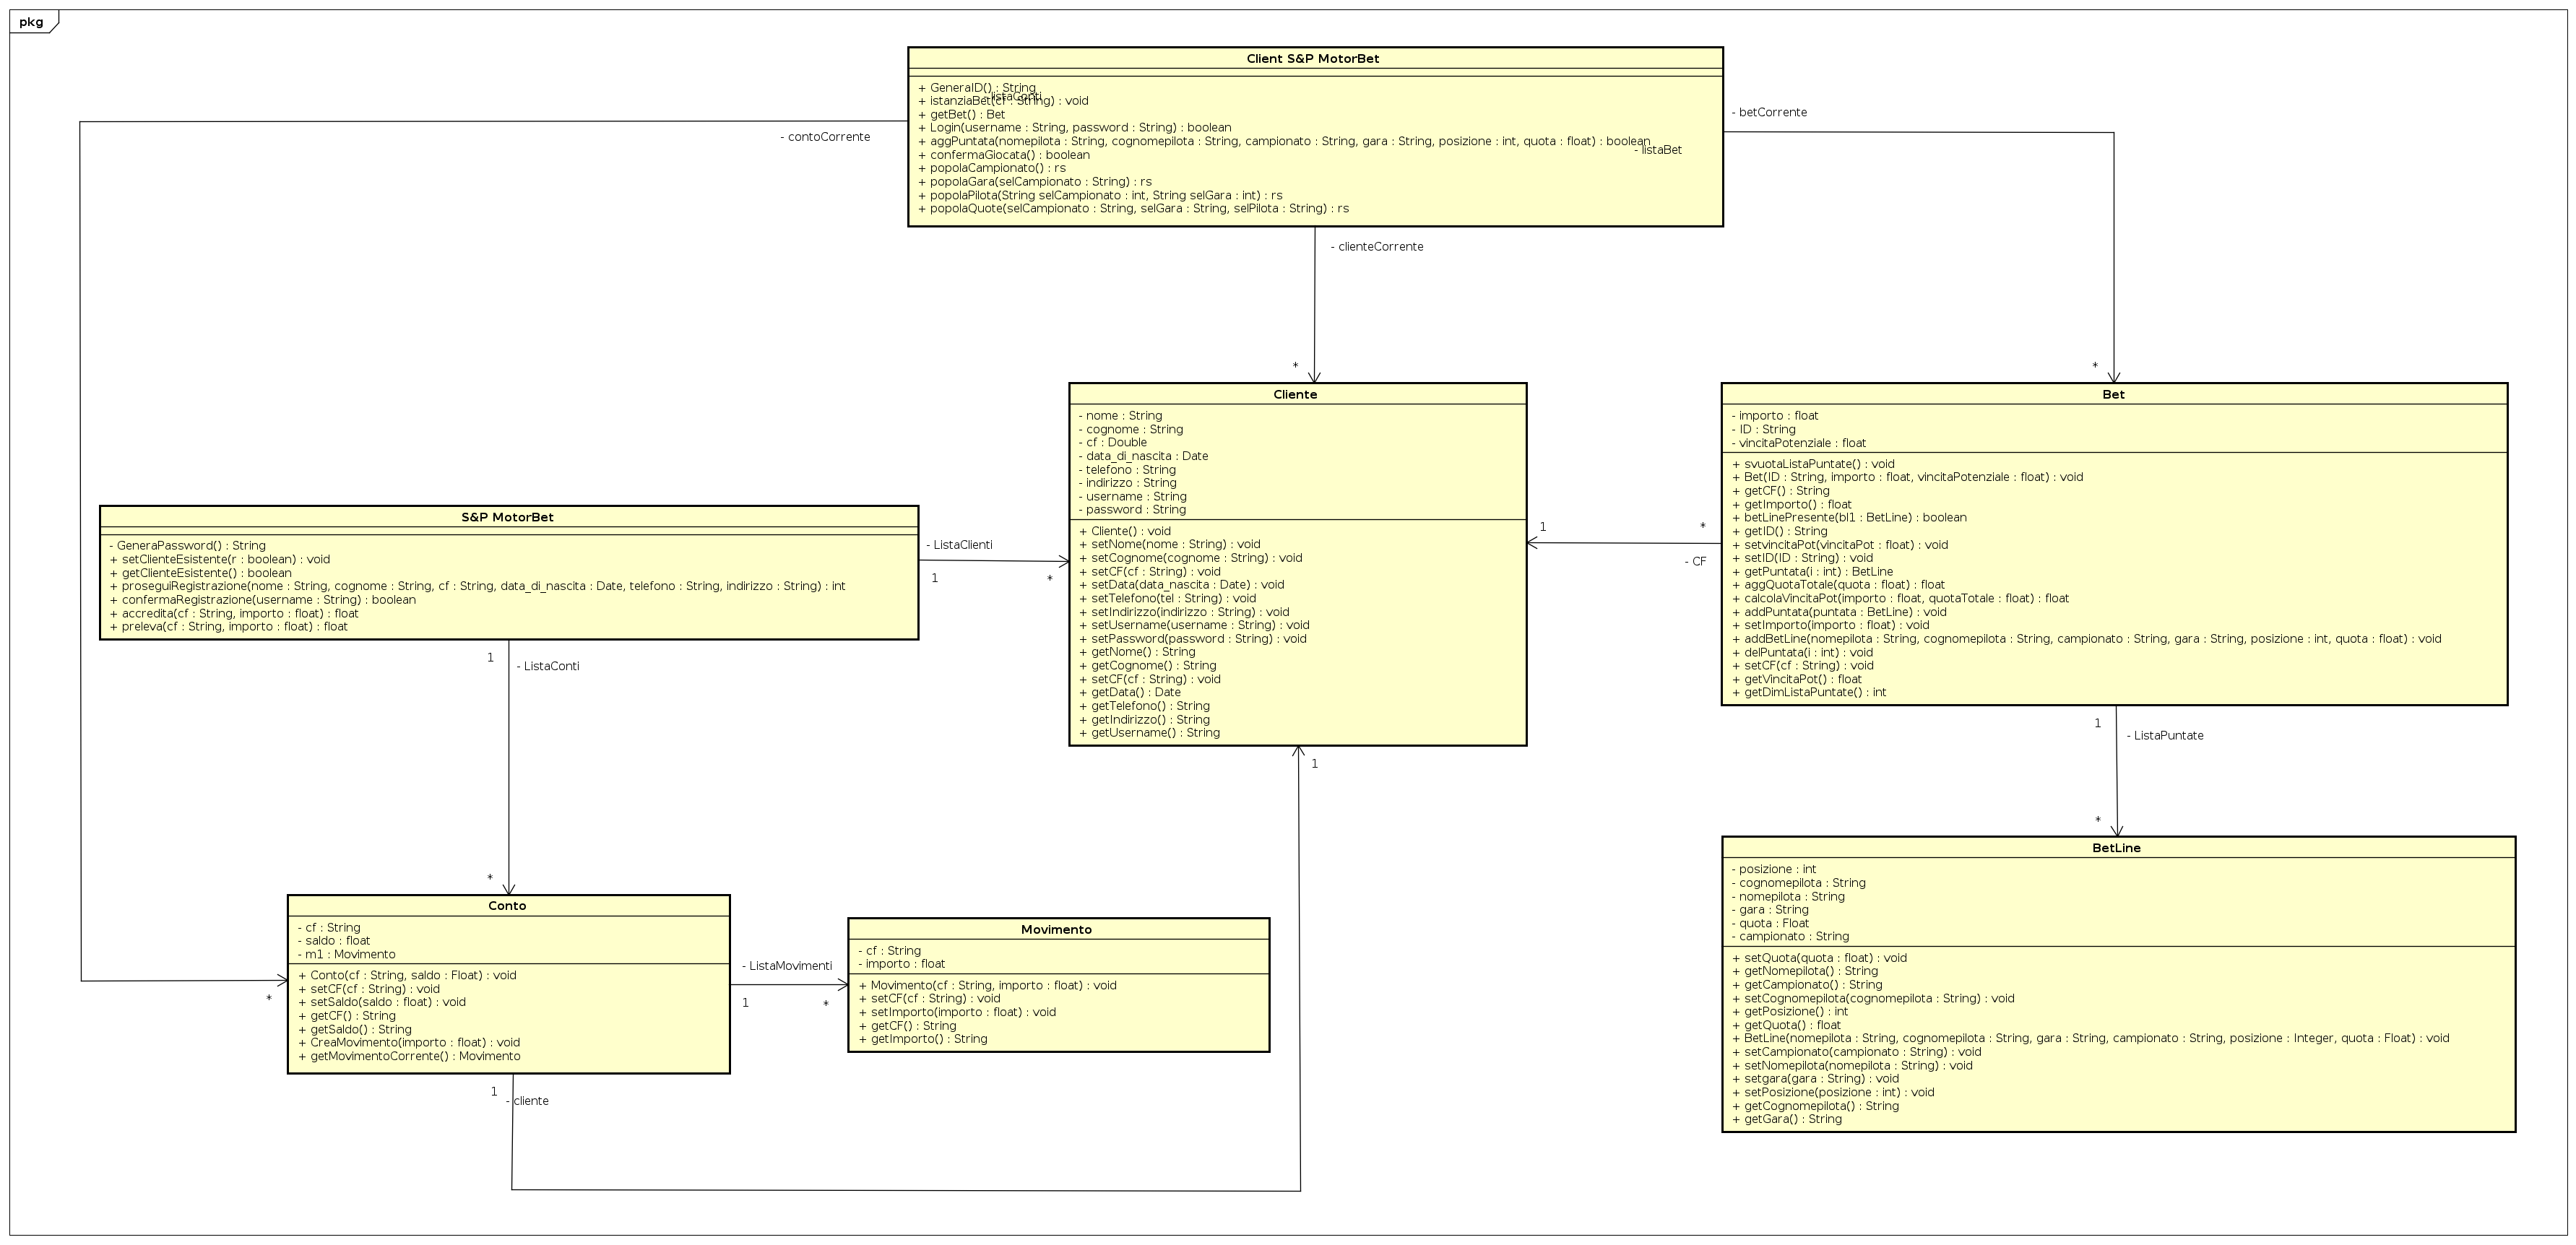 pkg
Client S&P MotorBet
+ GeneraID() : String
- listaConti
+ istanziaBet(cf : String) : void
+ getBet() : Bet
+ Login(username : String, password : String) : boolean
+ aggPuntata(nomepilota : String, cognomepilota : String, campionato : String, gara : String, posizione : int, quota : float) : boolean
- listaBet
+ confermaGiocata() : boolean
+ popolaCampionato() : rs
+ popolaGara(selCampionato : String) : rs
+ popolaPilota(String selCampionato : int, String selGara : int) : rs
+ popolaQuote(selCampionato : String, selGara : String, selPilota : String) : rs
- contoCorrente
- betCorrente
- clienteCorrente
*
*
Cliente
- nome : String
- cognome : String
- cf : Double
- data_di_nascita : Date
- telefono : String
- indirizzo : String
- username : String
- password : String
+ Cliente() : void
+ setNome(nome : String) : void
+ setCognome(cognome : String) : void
+ setCF(cf : String) : void
+ setData(data_nascita : Date) : void
+ setTelefono(tel : String) : void
+ setIndirizzo(indirizzo : String) : void
+ setUsername(username : String) : void
+ setPassword(password : String) : void
+ getNome() : String
+ getCognome() : String
+ setCF(cf : String) : void
+ getData() : Date
+ getTelefono() : String
+ getIndirizzo() : String
+ getUsername() : String
1
*
- CF
Bet
- importo : float
- ID : String
- vincitaPotenziale : float
+ svuotaListaPuntate() : void
+ Bet(ID : String, importo : float, vincitaPotenziale : float) : void
+ getCF() : String
+ getImporto() : float
+ betLinePresente(bl1 : BetLine) : boolean
+ getID() : String
+ setvincitaPot(vincitaPot : float) : void
+ setID(ID : String) : void
+ getPuntata(i : int) : BetLine
+ aggQuotaTotale(quota : float) : float
+ calcolaVincitaPot(importo : float, quotaTotale : float) : float
+ addPuntata(puntata : BetLine) : void
+ setImporto(importo : float) : void
+ addBetLine(nomepilota : String, cognomepilota : String, campionato : String, gara : String, posizione : int, quota : float) : void
+ delPuntata(i : int) : void
+ setCF(cf : String) : void
+ getVincitaPot() : float
+ getDimListaPuntate() : int
S&P MotorBet
- GeneraPassword() : String
+ setClienteEsistente(r : boolean) : void
+ getClienteEsistente() : boolean
+ proseguiRegistrazione(nome : String, cognome : String, cf : String, data_di_nascita : Date, telefono : String, indirizzo : String) : int
+ confermaRegistrazione(username : String) : boolean
+ accredita(cf : String, importo : float) : float
+ preleva(cf : String, importo : float) : float
- ListaClienti
1
*
1
- ListaConti
*
1
1
- ListaPuntate
*
BetLine
- posizione : int
- cognomepilota : String
- nomepilota : String
- gara : String
- quota : Float
- campionato : String
+ setQuota(quota : float) : void
+ getNomepilota() : String
+ getCampionato() : String
+ setCognomepilota(cognomepilota : String) : void
+ getPosizione() : int
+ getQuota() : float
+ BetLine(nomepilota : String, cognomepilota : String, gara : String, campionato : String, posizione : Integer, quota : Float) : void
+ setCampionato(campionato : String) : void
+ setNomepilota(nomepilota : String) : void
+ setgara(gara : String) : void
+ setPosizione(posizione : int) : void
+ getCognomepilota() : String
+ getGara() : String
*
Conto
- cf : String
- saldo : float
- m1 : Movimento
+ Conto(cf : String, saldo : Float) : void
+ setCF(cf : String) : void
+ setSaldo(saldo : float) : void
+ getCF() : String
+ getSaldo() : String
+ CreaMovimento(importo : float) : void
+ getMovimentoCorrente() : Movimento
- ListaMovimenti
1
*
Movimento
- cf : String
- importo : float
+ Movimento(cf : String, importo : float) : void
+ setCF(cf : String) : void
+ setImporto(importo : float) : void
+ getCF() : String
+ getImporto() : String
1
- cliente